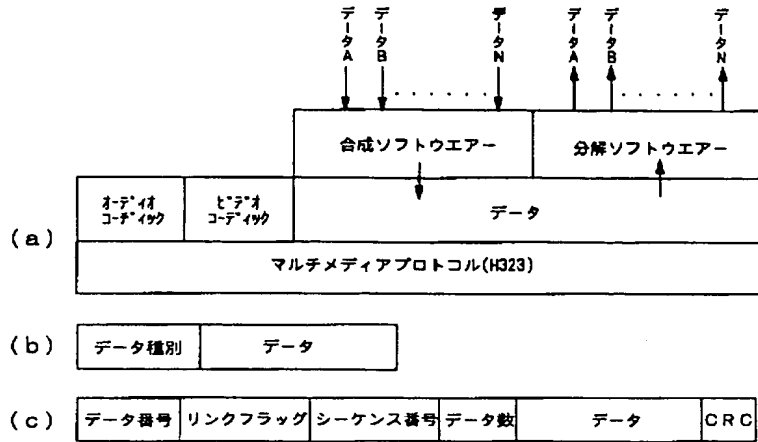 データA データB データN データA データB データN
合成ソフトウエアー 分解ソフトウエアー
オーディオ ビデオ
コーディック コーディック
データ
(a)
マルチメディアプロトコル(H323)
(b) データ種別 データ
(c) データ番号 リンクフラッグ シーケンス番号 データ数 データ CRC